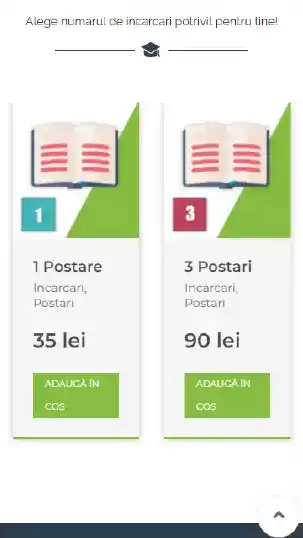 Alege numarul de incarcari potrivit pentru tine!
1
1 Postare
Incarcari,
Postari
35 lei
ADAUGĂ ÎN
COȘ
3
3 Postari
Incarcari,
Postari
90 lei
ADAUGĂ ÎN
COȘ